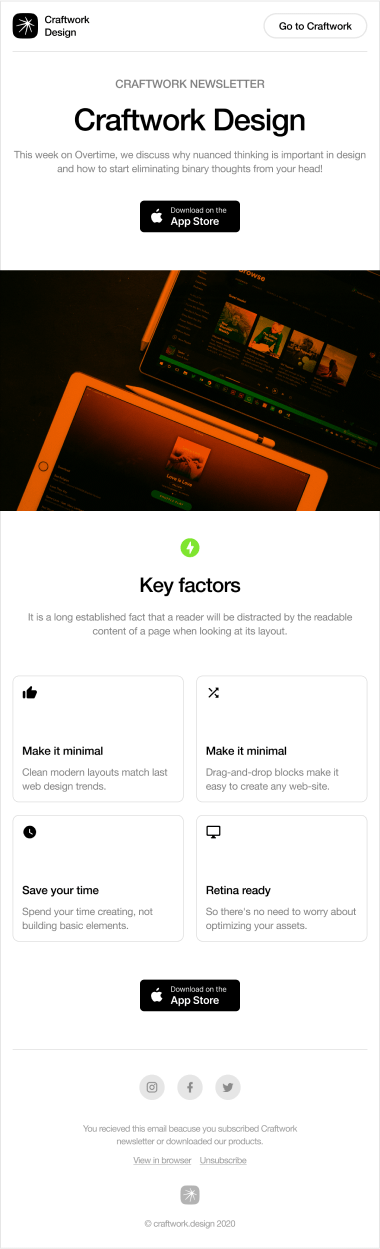 Craftwork
Design
Go to Craftwork
CRAFTWORK NEWSLETTER
Craftwork Design
This week on Overtime, we discuss why nuanced thinking is important in design
and how to start eliminating binary thoughts from your head!
Download on the
App Store
Browse
Love is Love
Key factors
It is a long established fact that a reader will be distracted by the readable
content of a page when looking at its layout.
Make it minimal
Clean modern layouts match last
web design trends.
Make it minimal
Drag-and-drop blocks make it
easy to create any web-site.
Save your time
Spend your time creating, not
building basic elements.
Retina ready
So there's no need to worry about
optimizing your assets.
Download on the
App Store
You recieved this email beacuse you subscribed Craftwork
newsletter or downloaded our products.
View in browser Unsubscribe
© craftwork.design 2020